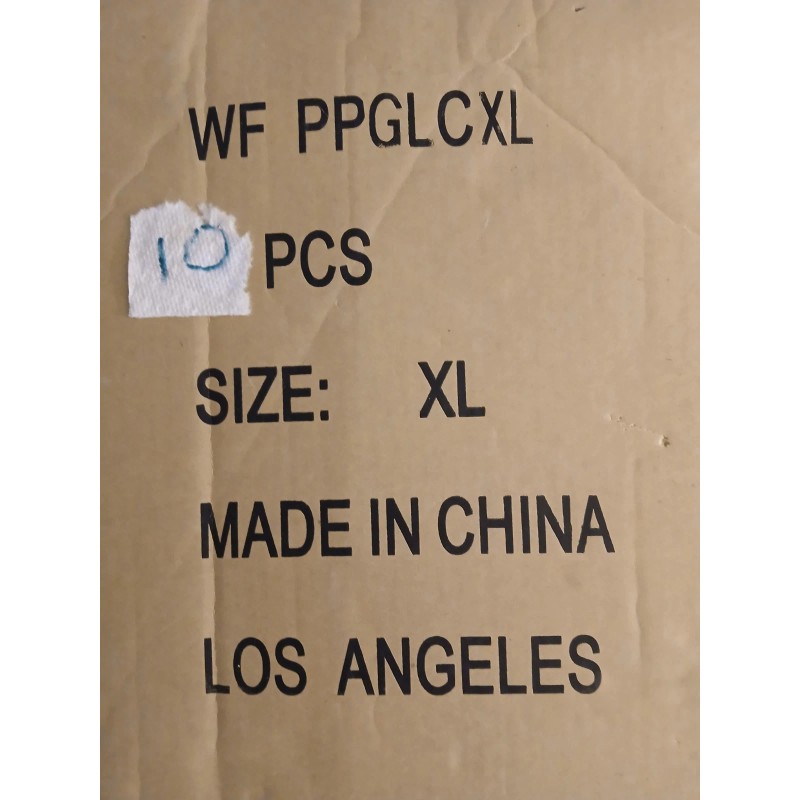 WF PPGLCXL
10 PCS
SIZE: XL
MADE IN CHINA
LOS ANGELES